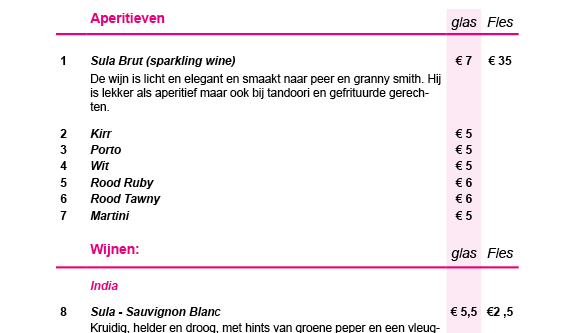 Aperitieven glas Fles
1 Sula Brut (sparkling wine) € 7 € 35
De wijn is licht en elegant en smaakt naar peer en granny smith. Hij
is lekker als aperitief maar ook bij tandoori en gefrituurde gerech-
ten.
2 Kirr € 5
3 Porto € 5
4 Wit € 5
5 Rood Ruby € 6
6 Rood Tawny € 6
7 Martini € 5
Wijnen: glas Fles
India
8 Sula - Sauvignon Blanc € 5,5 €2 ,5
Kruidig, helder en droog, met hints van groene peper en een vleug-